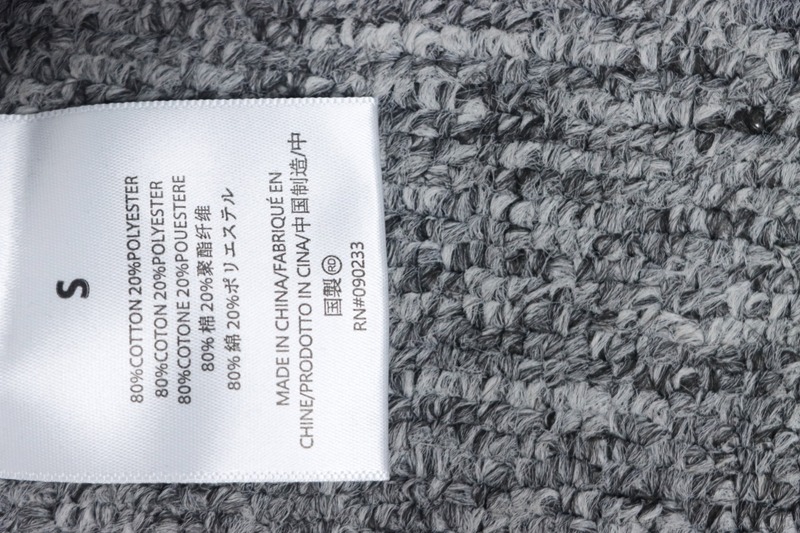 S
80%COTTON 20%POLYESTER
80%COTON 20%POLYESTER
80%COTONE 20%POUESTERE
80% 棉 20%聚酯纤维
80% 綿 20%ポリエステル
MADE IN CHINA/FABRIQUÉ EN
CHINE/PRODOTTO IN CINA/中国制造/中
国製 RD
RN#090233